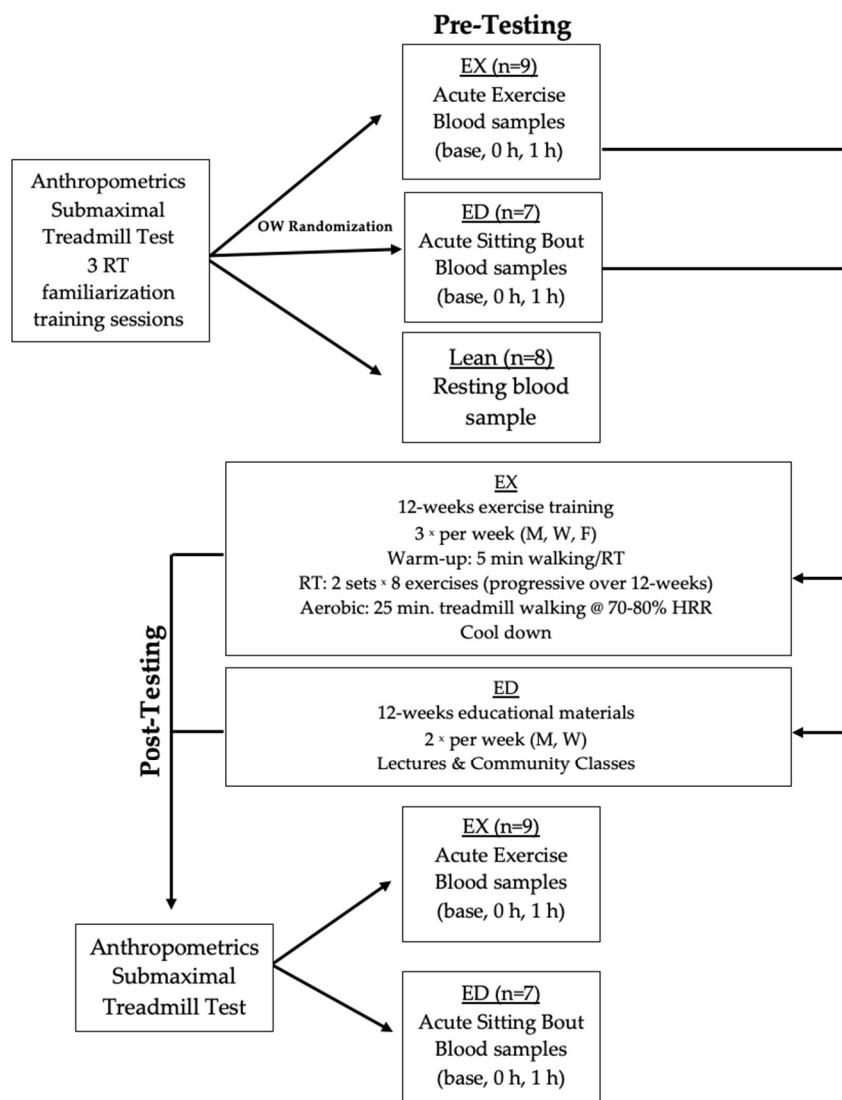 Pre-Testing
EX (n=9)
Acute Exercise
Blood samples
(base, 0 h, 1 h)
Anthropometrics
Submaximal
Treadmill Test
3 RT
familiarization
training sessions
OW Randomization
ED (n=7)
Acute Sitting Bout
Blood samples
(base, 0 h, 1 h)
Lean (n=8)
Resting blood
sample
EX
12-weeks exercise training
3 × per week (M, W, F)
Warm-up: 5 min walking/RT
RT: 2 sets × 8 exercises (progressive over 12-weeks)
Aerobic: 25 min. treadmill walking @ 70-80% HRR
Cool down
ED
12-weeks educational materials
2 × per week (M, W)
Lectures & Community Classes
Post-Testing
Anthropometrics
Submaximal
Treadmill Test
EX (n=9)
Acute Exercise
Blood samples
(base, 0 h, 1 h)
ED (n=7)
Acute Sitting Bout
Blood samples
(base, 0 h, 1 h)